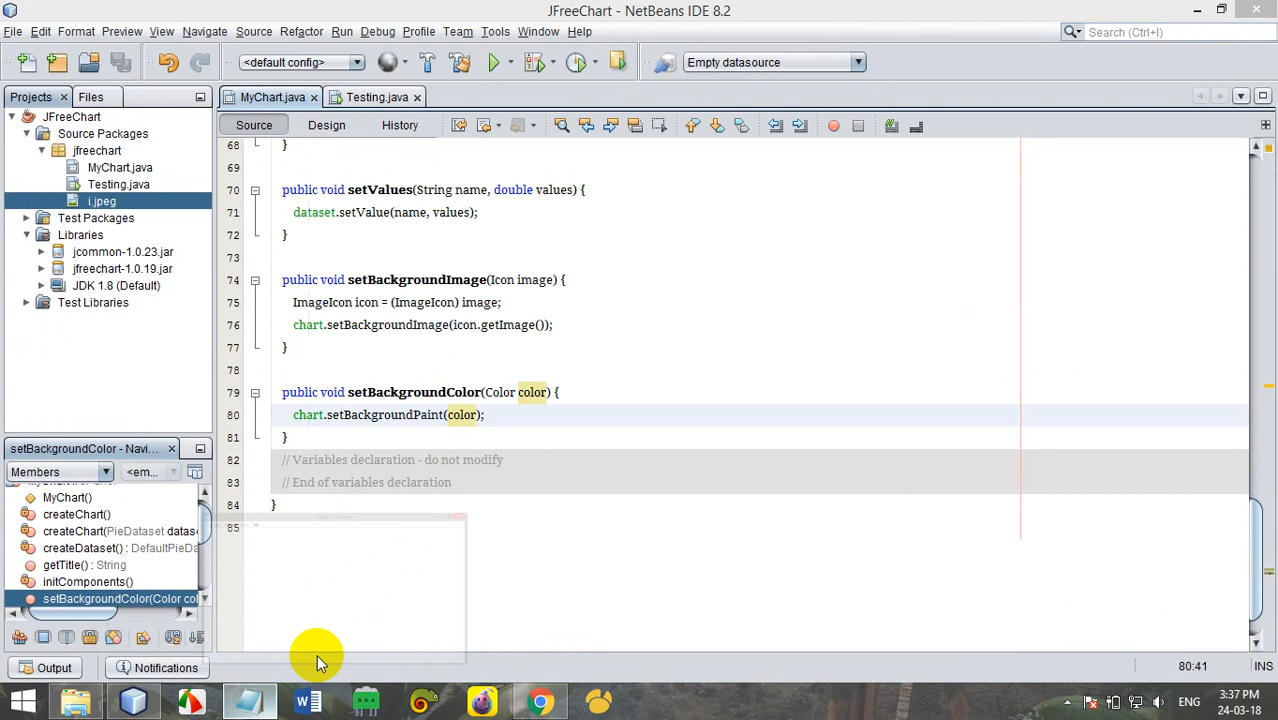 JFreeChart - NetBeans IDE 8.2
File Edit Format Preview View Navigate Source Refactor Run Debug Profile Team Tools Window Help
Search (Ctrl+I)
<default config>
Empty datasource
Projects Files
MyChart.java Testing.java
Source Design History
JFreeChart
Source Packages
jfreechart
MyChart.java
Testing.java
i.jpeg
Test Packages
Libraries
jcommon-1.0.23.jar
jfreechart-1.0.19.jar
JDK 1.8 (Default)
Test Libraries
68 }
69
70 public void setValues(String name, double values) {
71 dataset.setValue(name, values);
72 }
73
74 public void setBackgroundImage(Icon image) {
75 ImageIcon icon = (ImageIcon) image;
76 chart.setBackgroundImage(icon.getImage());
77 }
78
79 public void setBackgroundColor(Color color) {
80 chart.setBackgroundPaint(color);
81 }
82 // Variables declaration - do not modify
83 // End of variables declaration
84 }
85
setBackgroundColor - Navi...
Members <em...
MyChart()
createChart()
createChart(PieDataset datase
createDataset() : DefaultPieDa
getTitle() : String
initComponents()
setBackgroundColor(Color col
Output Notifications
80:41 INS
ENG
3:37 PM
24-03-18